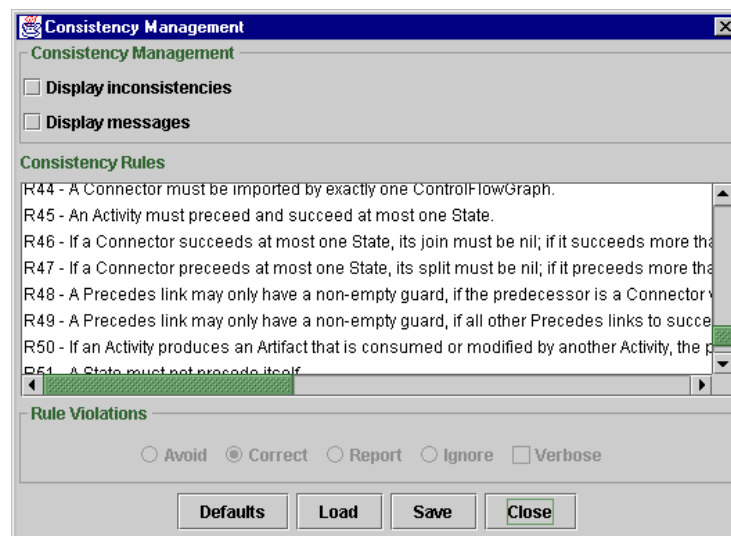 Consistency Management
Consistency Management
Display inconsistencies
Display messages
Consistency Rules
R44 - A Connector must be imported by exactly one ControlFlowGraph.
R45 - An Activity must preceed and succeed at most one State.
R46 - If a Connector succeeds at most one State, its join must be nil; if it succeeds more tha
R47 - If a Connector preceeds at most one State, its split must be nil; if it preceeds more tha
R48 - A Precedes link may only have a non-empty guard, if the predecessor is a Connector
R49 - A Precedes link may only have a non-empty guard, if all other Precedes links to succe
R50 - If an Activity produces an Artifact that is consumed or modified by another Activity, the p
R51 - A State must not precede itself
Rule Violations
Avoid Correct Report Ignore Verbose
Defaults Load Save Close